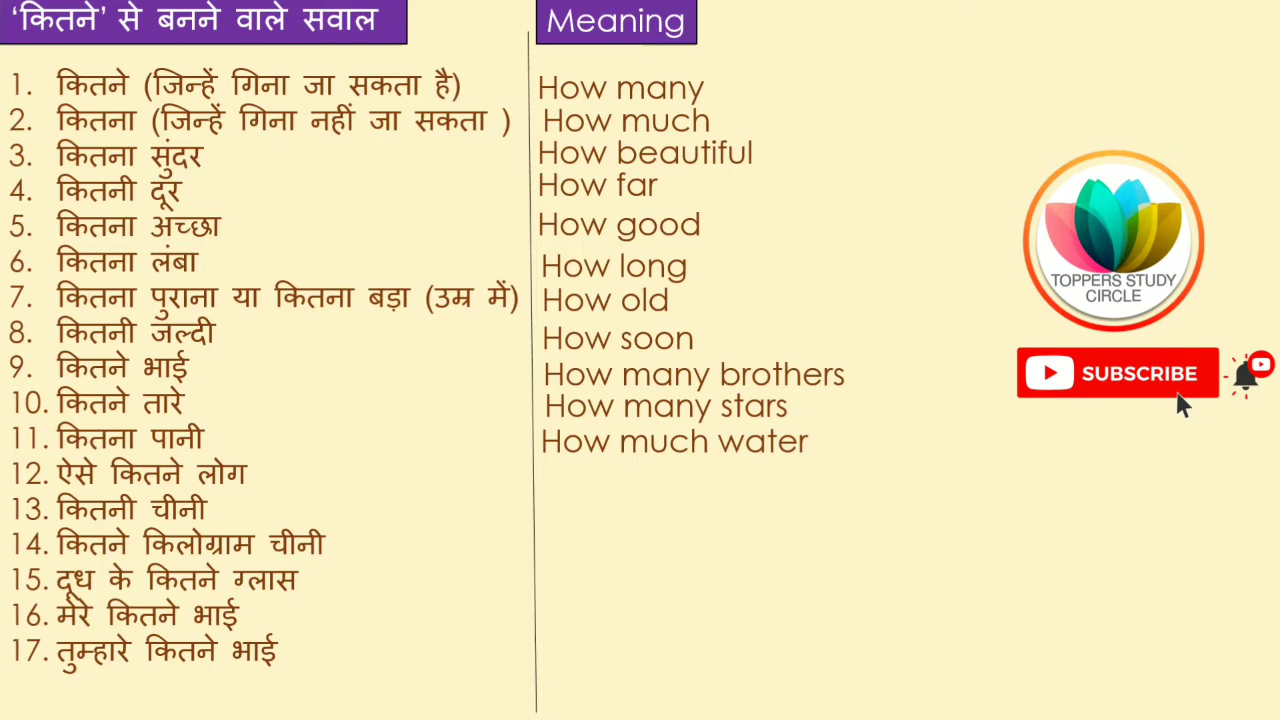 ‘कितने’ से बनने वाले सवाल
Meaning
1. कितने (जिन्हें गिना जा सकता है)
How many
2. कितना (जिन्हें गिना नहीं जा सकता )
How much
3. कितना सुंदर
How beautiful
4. कितनी दूर
How far
5. कितना अच्छा
How good
6. कितना लंबा
How long
7. कितना पुराना या कितना बड़ा (उम्र में)
How old
8. कितनी जल्दी
How soon
9. कितने भाई
How many brothers
10. कितने तारे
How many stars
11. कितना पानी
How much water
12. ऐसे कितने लोग
13. कितनी चीनी
14. कितने किलोग्राम चीनी
15. दूध के कितने ग्लास
16. मेरे कितने भाई
17. तुम्हारे कितने भाई
TOPPERS STUDY
CIRCLE
SUBSCRIBE